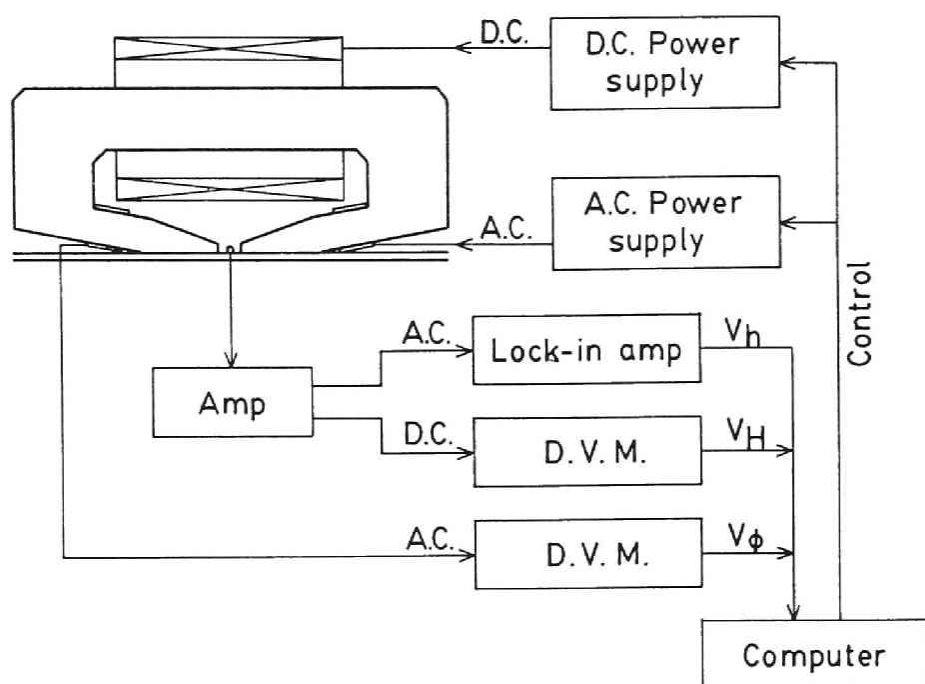 D.C.
D.C. Power
supply
A.C.
A.C. Power
supply
Control
A.C.
Lock-in amp
Vh
Amp
D.C.
D. V. M.
VH
A.C.
D. V. M.
Vϕ
Computer